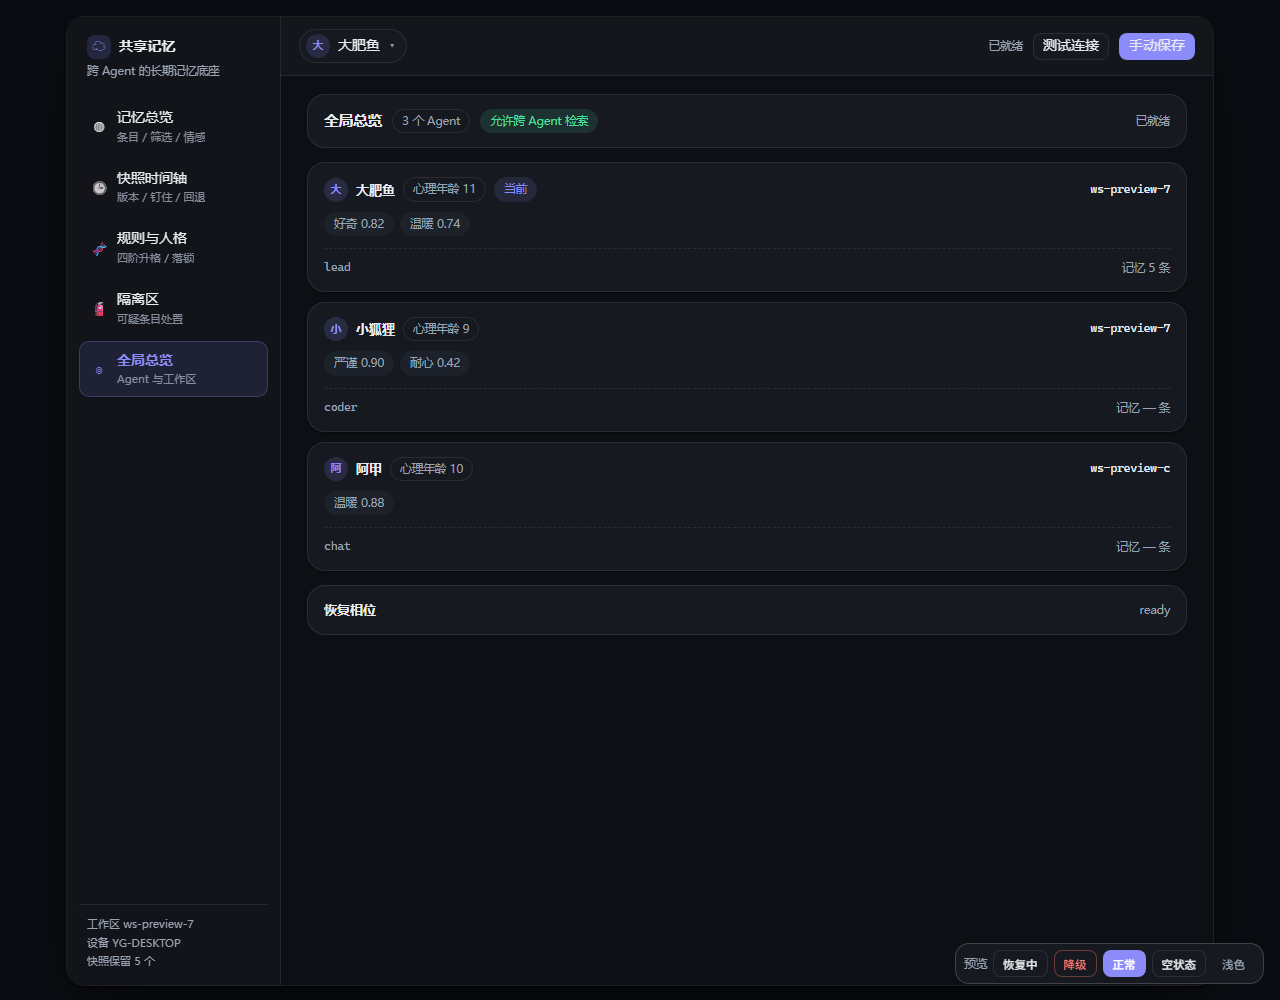 共享记忆
跨 Agent 的长期记忆底座
记忆总览
条目 / 筛选 / 情感
快照时间轴
版本 / 钉住 / 回退
规则与人格
四阶升格 / 落锁
隔离区
可疑条目处置
全局总览
Agent 与工作区
工作区 ws-preview-7
设备 YG-DESKTOP
快照保留 5 个
大 大肥鱼
已就绪 测试连接 手动保存
全局总览 3 个 Agent 允许跨 Agent 检索 已就绪
大 大肥鱼 心理年龄 11 当前 ws-preview-7
好奇 0.82 温暖 0.74
lead 记忆 5 条
小 小狐狸 心理年龄 9 ws-preview-7
严谨 0.90 耐心 0.42
coder 记忆 — 条
阿 阿甲 心理年龄 10 ws-preview-c
温暖 0.88
chat 记忆 — 条
恢复相位 ready
预览 恢复中 降级 正常 空状态 浅色